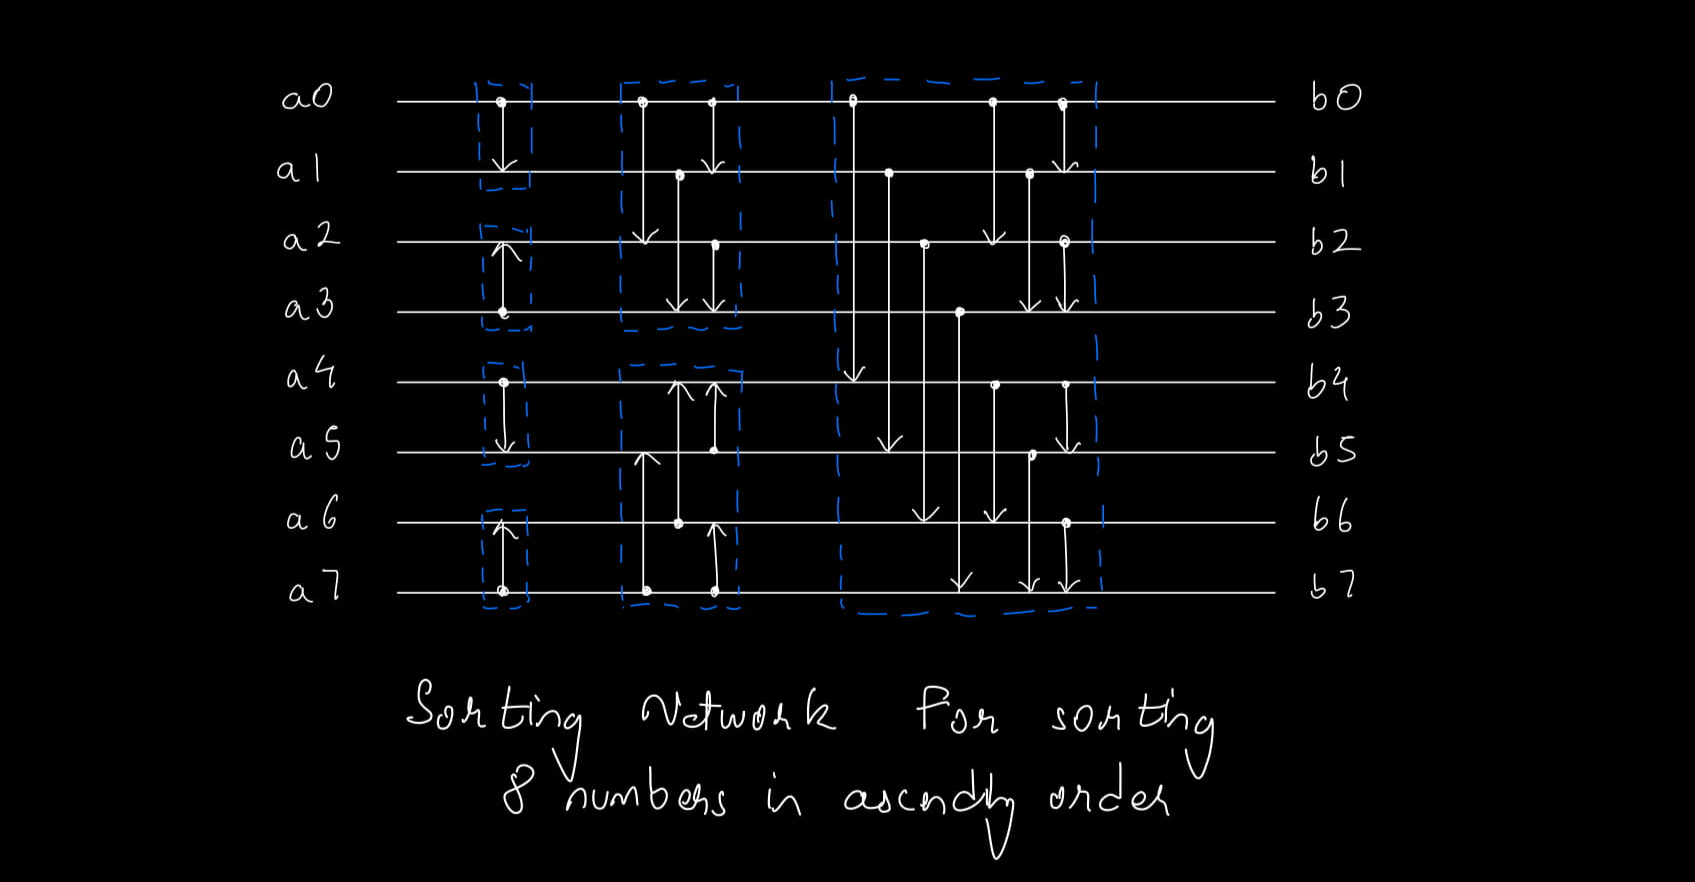 a0 b0
a1 b1
a2 b2
a3 b3
a4 b4
a5 b5
a6 b6
a7 b7
Sorting Network for sorting
8 numbers in ascndng order